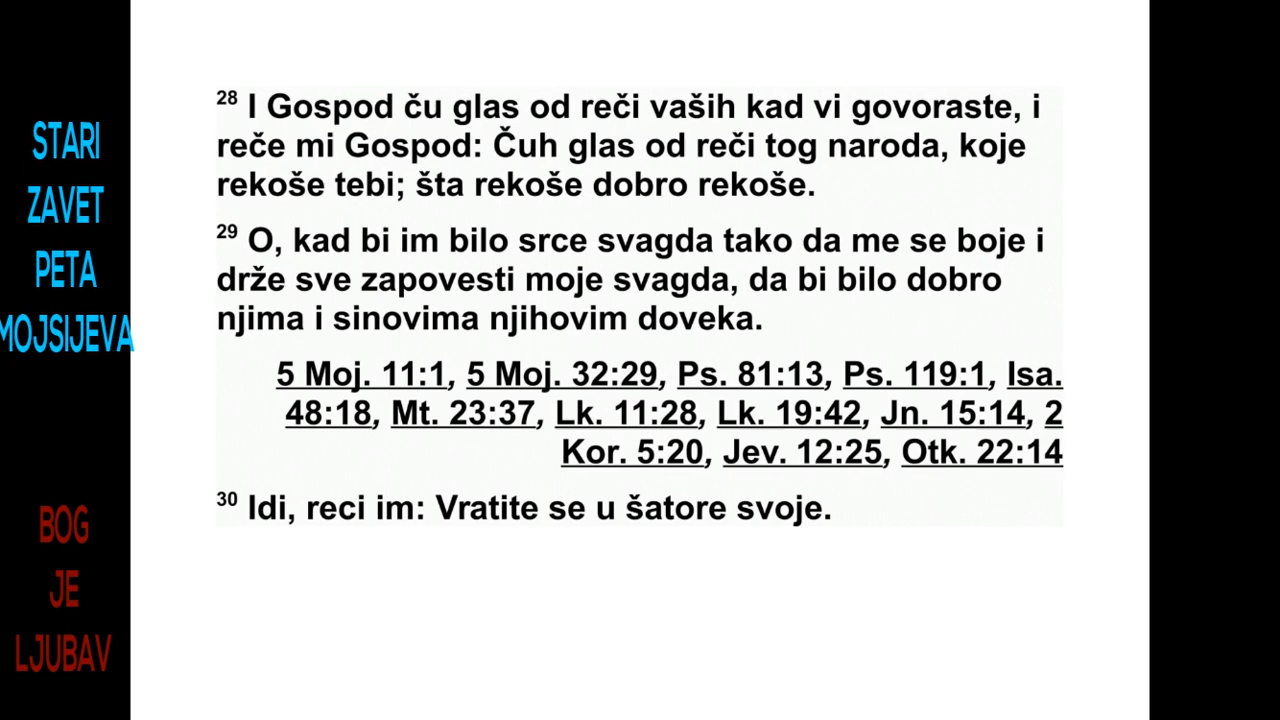 STARI
ZAVET
PETA
MOJSIJEVA
BOG
JE
LJUBAV
28 I Gospod ču glas od reči vaših kad vi govoraste, i
reče mi Gospod: Čuh glas od reči tog naroda, koje
rekoše tebi; šta rekoše dobro rekoše.
29 O, kad bi im bilo srce svagda tako da me se boje i
drže sve zapovesti moje svagda, da bi bilo dobro
njima i sinovima njihovim doveka.
5 Moj. 11:1, 5 Moj. 32:29, Ps. 81:13, Ps. 119:1, Isa.
48:18, Mt. 23:37, Lk. 11:28, Lk. 19:42, Jn. 15:14, 2
Kor. 5:20, Jev. 12:25, Otk. 22:14
30 Idi, reci im: Vratite se u šatore svoje.